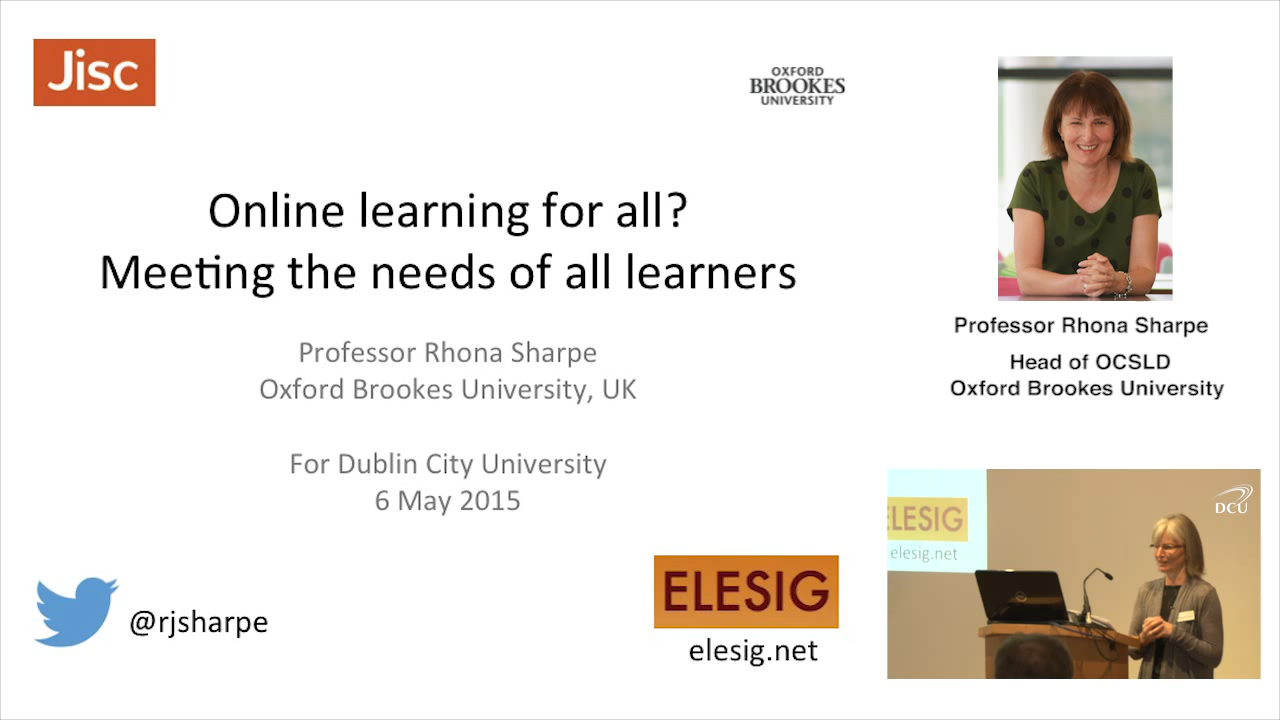 Jisc
OXFORD
BROOKES
UNIVERSITY
Online learning for all?
Meeting the needs of all learners
Professor Rhona Sharpe
Oxford Brookes University, UK
For Dublin City University
6 May 2015
@rjsharpe
ELESIG
elesig.net
Professor Rhona Sharpe
Head of OCSLD
Oxford Brookes University
ELESIG
elesig.net
DCU